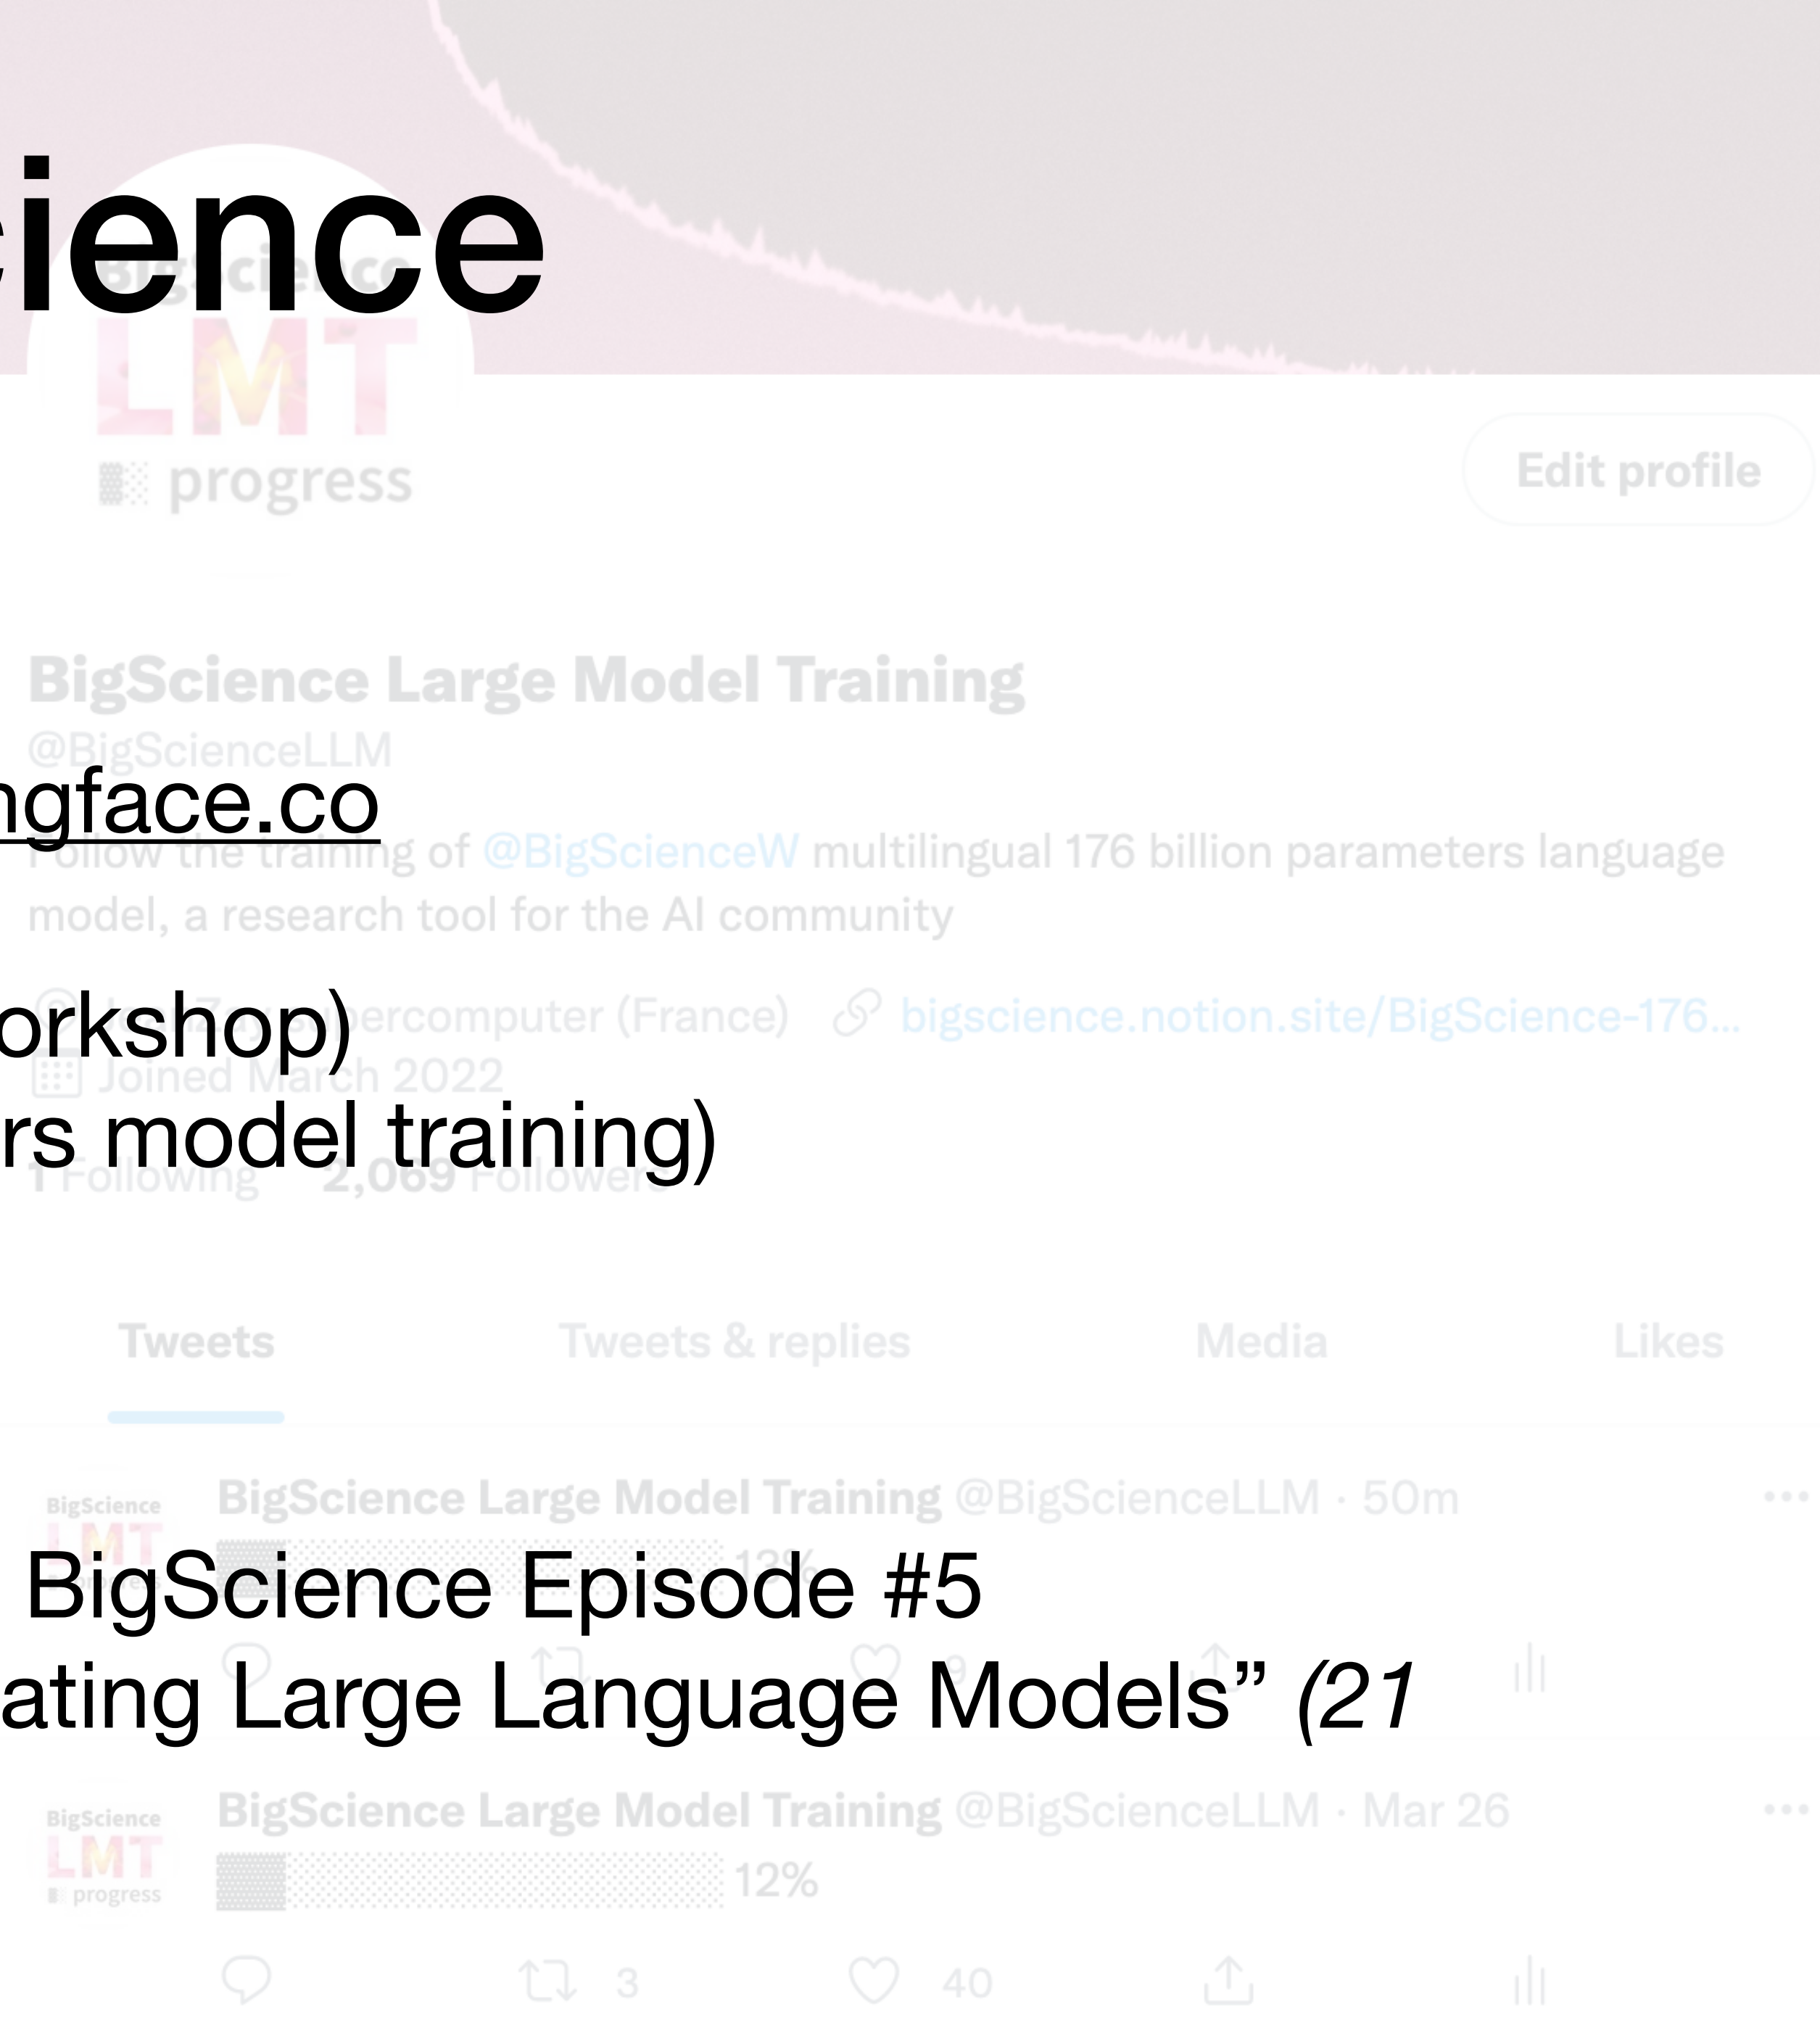 cience
BigScience
LMT
progress
Edit profile
BigScience Large Model Training
@BigScienceLLM
ngface.co
Follow the training of @BigScienceW multilingual 176 billion parameters language
model, a research tool for the AI community
orkshop)
supercomputer (France) bigscience.notion.site/BigScience-176...
Joined March 2022
rs model training)
1 Following 2,069 Followers
Tweets Tweets & replies Media Likes
BigScience
LMT
BigScience Large Model Training @BigScienceLLM · 50m
13%
BigScience Episode #5
9
ating Large Language Models” (21
BigScience
LMT
progress
BigScience Large Model Training @BigScienceLLM · Mar 26
12%
3 40